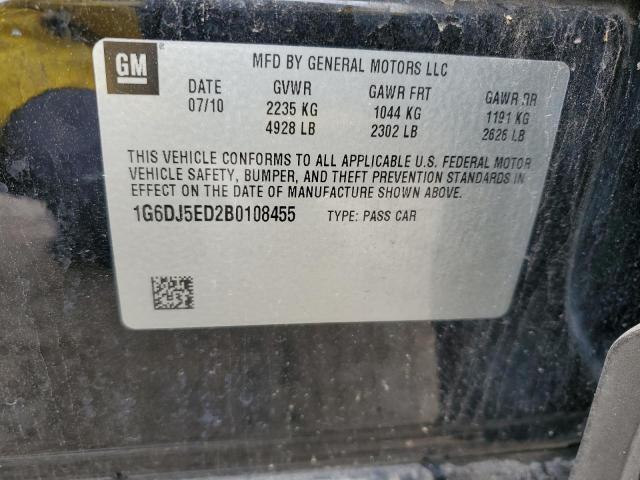 GM
MFD BY GENERAL MOTORS LLC
DATE GVWR GAWR FRT GAWR RR
07/10 2235 KG 1044 KG 1191 KG
4928 LB 2302 LB 2626 LB
THIS VEHICLE CONFORMS TO ALL APPLICABLE U.S. FEDERAL MOTOR
VEHICLE SAFETY, BUMPER, AND THEFT PREVENTION STANDARDS IN
EFFECT ON THE DATE OF MANUFACTURE SHOWN ABOVE.
1G6DJ5ED2B0108455 TYPE: PASS CAR